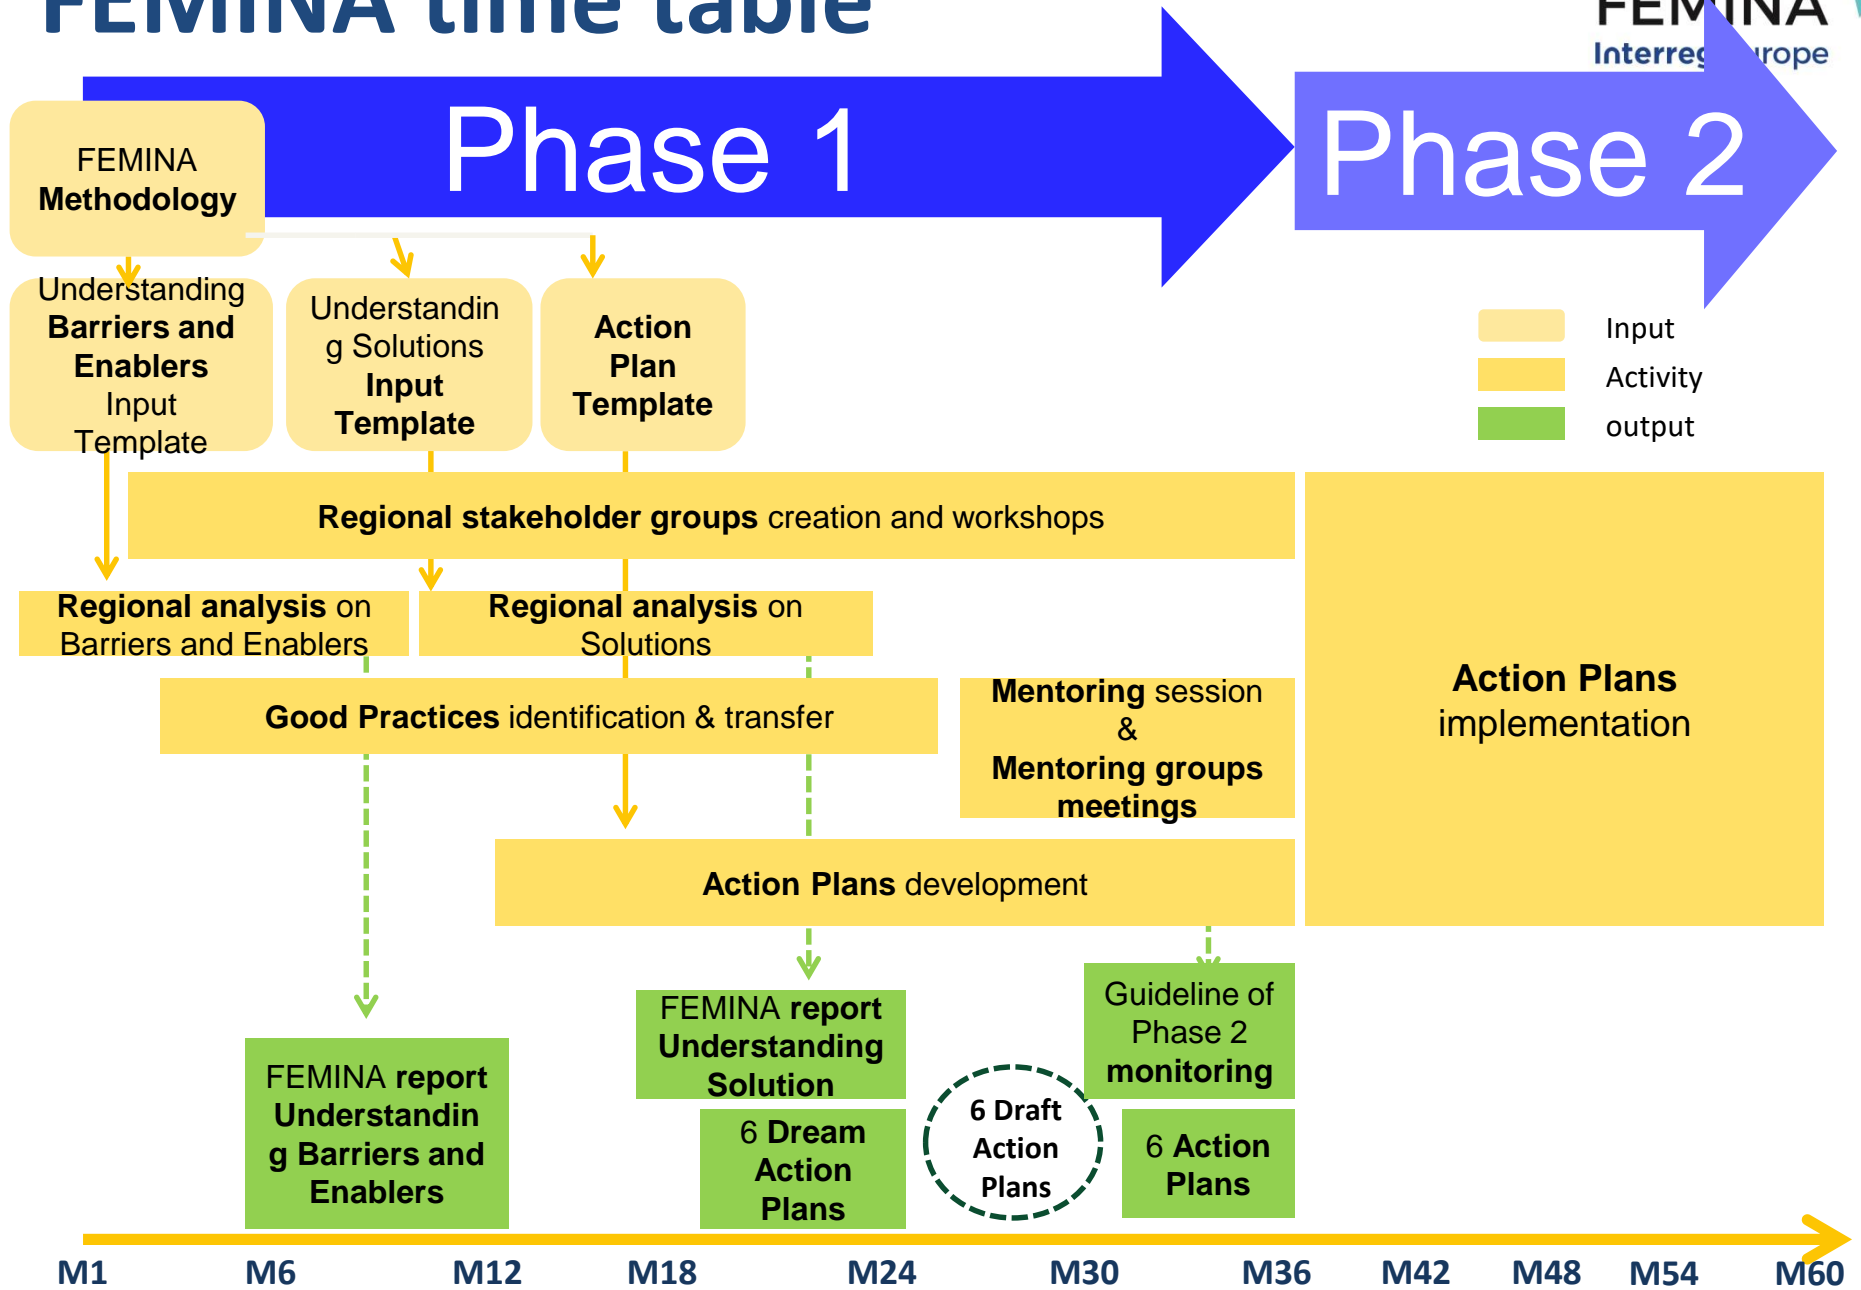 FEMINA time table
FEMINA
Interreg Europe
Phase 1
Phase 2
FEMINA
Methodology
Understanding
Barriers and
Enablers
Input
Template
Understandin
g Solutions
Input
Template
Action
Plan
Template
Input
Activity
output
Regional stakeholder groups creation and workshops
Regional analysis on
Barriers and Enablers
Regional analysis on
Solutions
Good Practices identification & transfer
Mentoring session
&
Mentoring groups
meetings
Action Plans
implementation
Action Plans development
FEMINA report
Understandin
g Barriers and
Enablers
FEMINA report
Understanding
Solution
6 Dream
Action
Plans
6 Draft
Action
Plans
Guideline of
Phase 2
monitoring
6 Action
Plans
M1 M6 M12 M18 M24 M30 M36 M42 M48 M54 M60